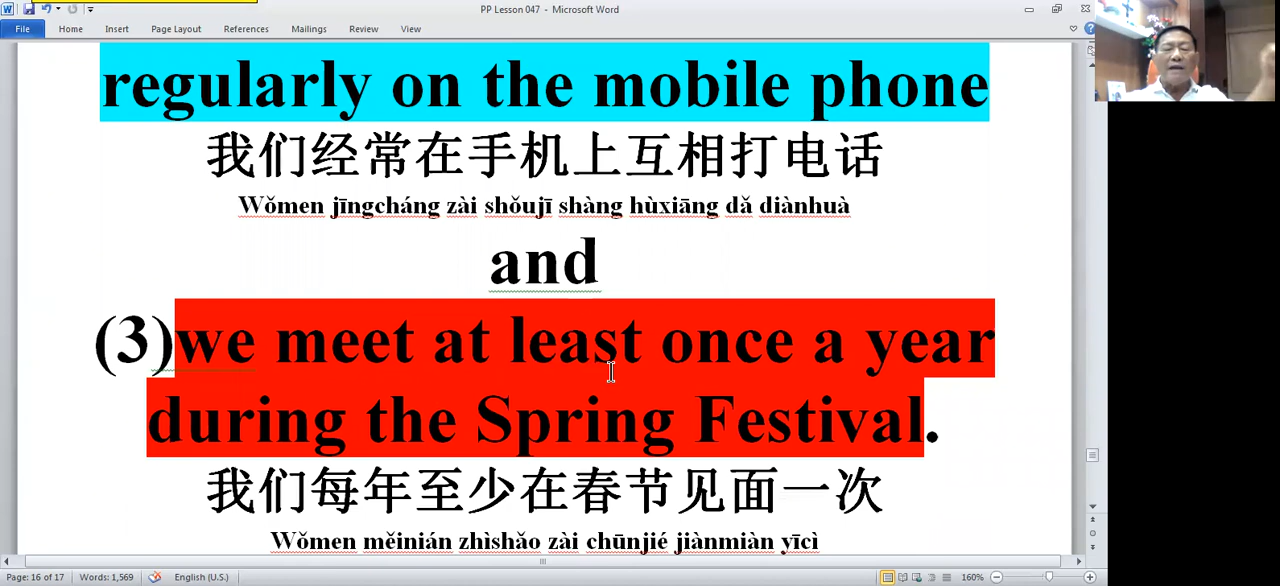 PP Lesson 047 - Microsoft Word
File Home Insert Page Layout References Mailings Review View
regularly on the mobile phone
我们经常在手机上互相打电话
Wǒmen jīngcháng zài shǒujī shàng hùxiāng dǎ diànhuà
and
(3)we meet at least once a year
during the Spring Festival.
我们每年至少在春节见面一次
Wǒmen měinián zhìshǎo zài chūnjié jiànmiàn yīcì
Page: 16 of 17 Words: 1,569 English (U.S.) 160%